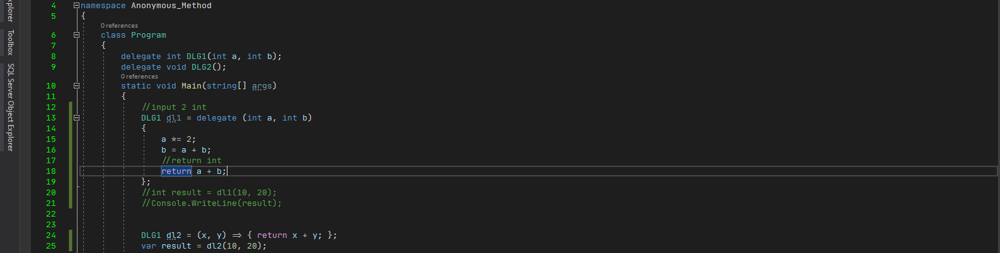 xplorer
Toolbox
SQL Server Object Explorer
4 namespace Anonymous_Method
5 {
0 references
6 class Program
7 {
8 delegate int DLG1(int a, int b);
9 delegate void DLG2();
0 references
10 static void Main(string[] args)
11 {
12 //input 2 int
13 DLG1 dl1 = delegate (int a, int b)
14 {
15 a *= 2;
16 b = a + b;
17 //return int
18 return a + b;
19 };
20 //int result = dl1(10, 20);
21 //Console.WriteLine(result);
22
23
24 DLG1 dl2 = (x, y) => { return x + y; };
25 var result = dl2(10, 20);